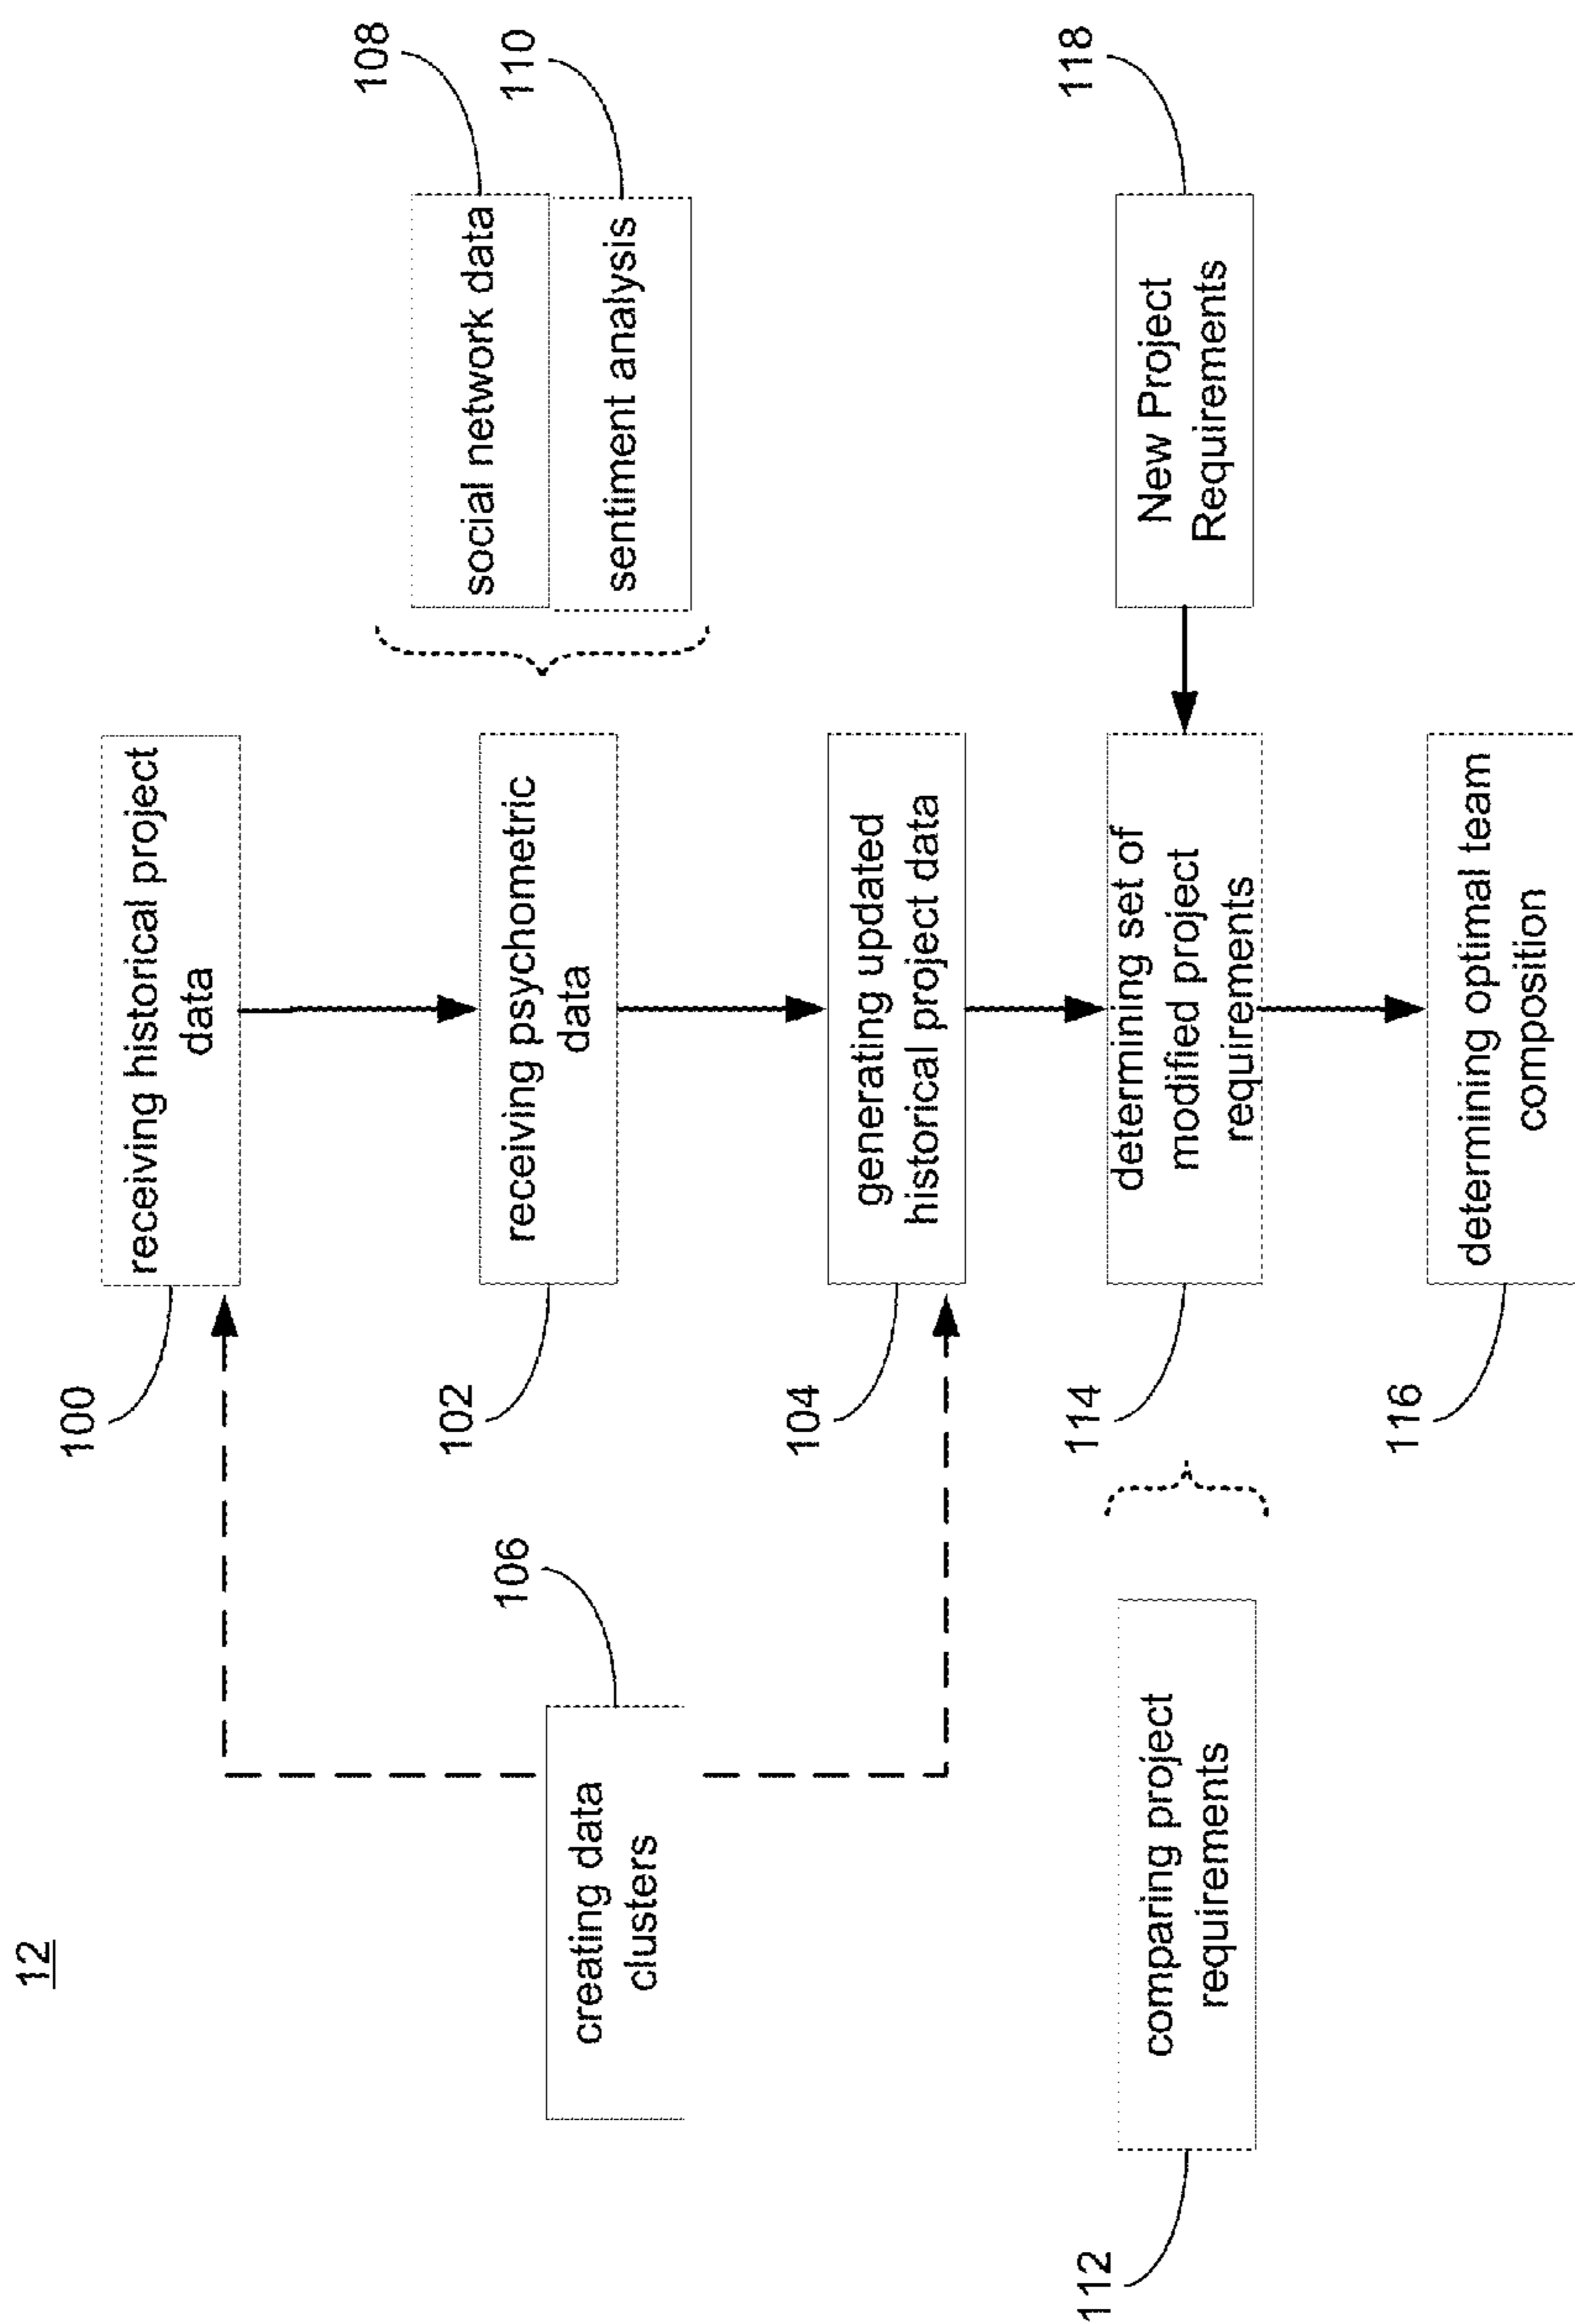 12
100
receiving historical project
data
108
social network data
110
sentiment analysis
102
receiving psychometric
data
106
creating data
clusters
104
generating updated
historical project data
118
New Project
Requirements
114
determining set of
modified project
requirements
112
comparing project
requirements
116
determining optimal team
composition